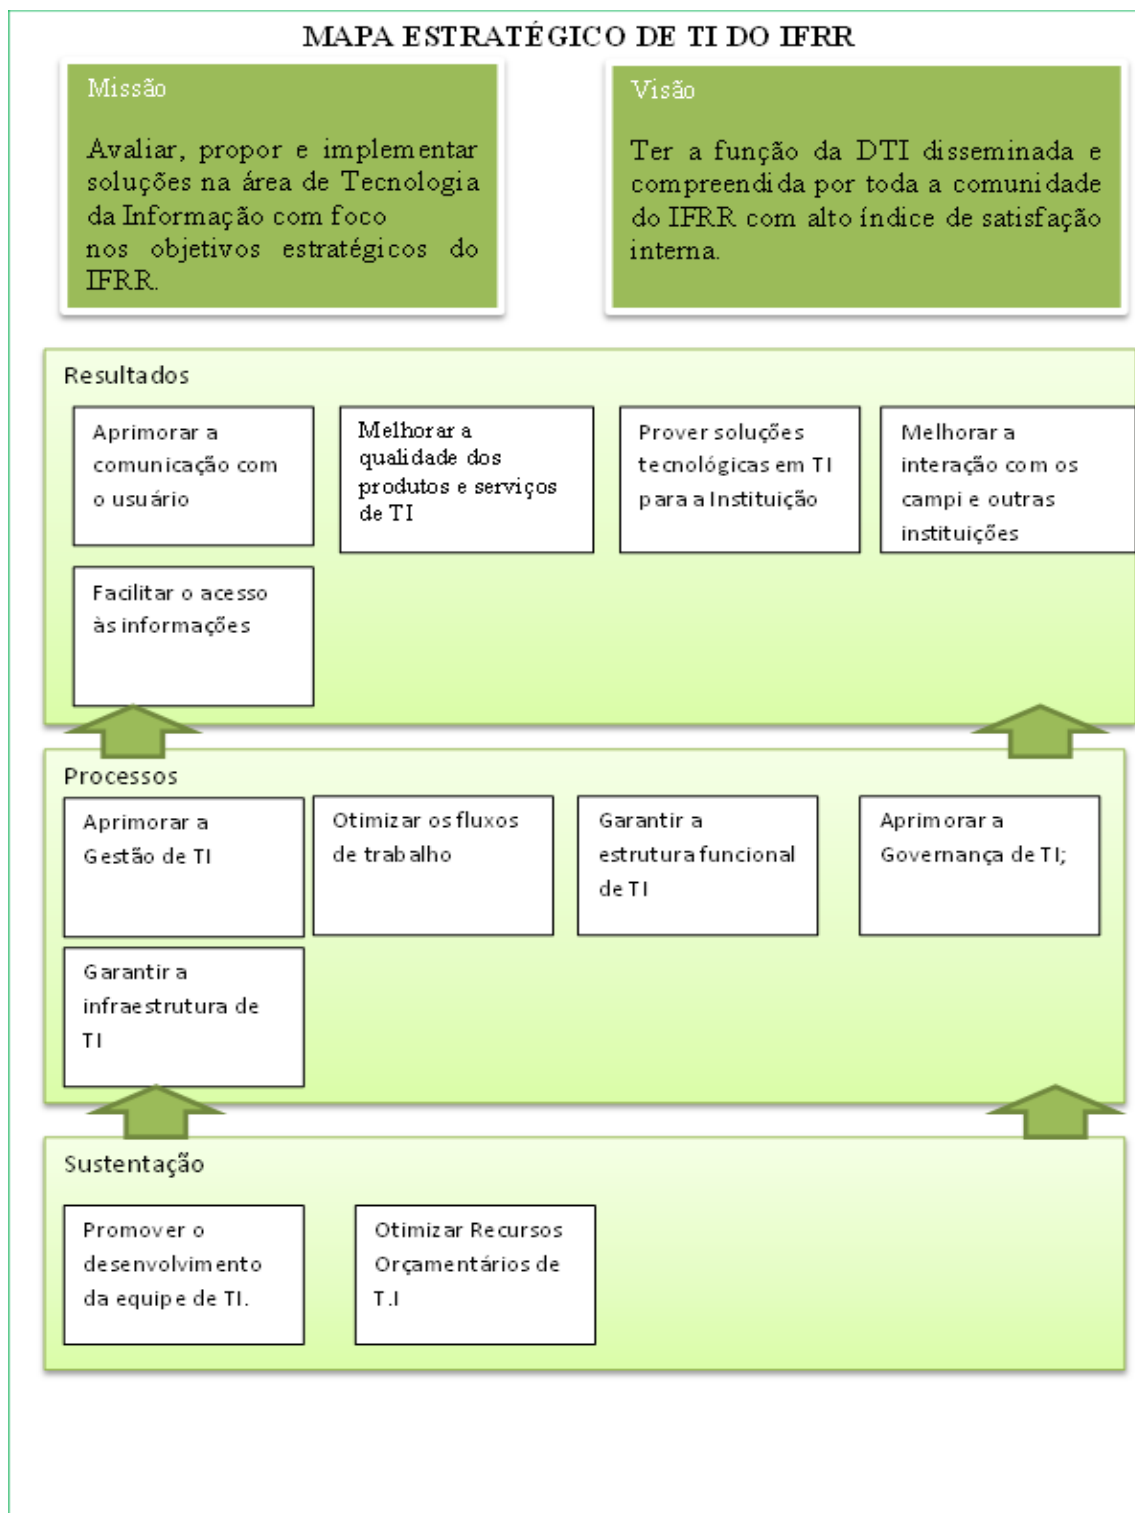 MAPA ESTRATÉGICO DE TI DO IFRR
Missão
Avaliar, propor e implementar
soluções na área de Tecnologia
da Informação com foco
nos objetivos estratégicos do
IFRR.
Visão
Ter a função da DTI disseminada e
compreendida por toda a comunidade
do IFRR com alto índice de satisfação
interna.
Resultados
Aprimorar a
comunicação com
o usuário
Melhorar a
qualidade dos
produtos e serviços
de TI
Prover soluções
tecnológicas em TI
para a Instituição
Melhorar a
interação com os
campi e outras
instituições
Facilitar o acesso
às informações
Processos
Aprimorar a
Gestão de TI
Otimizar os fluxos
de trabalho
Garantir a
estrutura funcional
de TI
Aprimorar a
Governança de TI;
Garantir a
infraestrutura de
TI
Sustentação
Promover o
desenvolvimento
da equipe de TI.
Otimizar Recursos
Orçamentários de
T.I